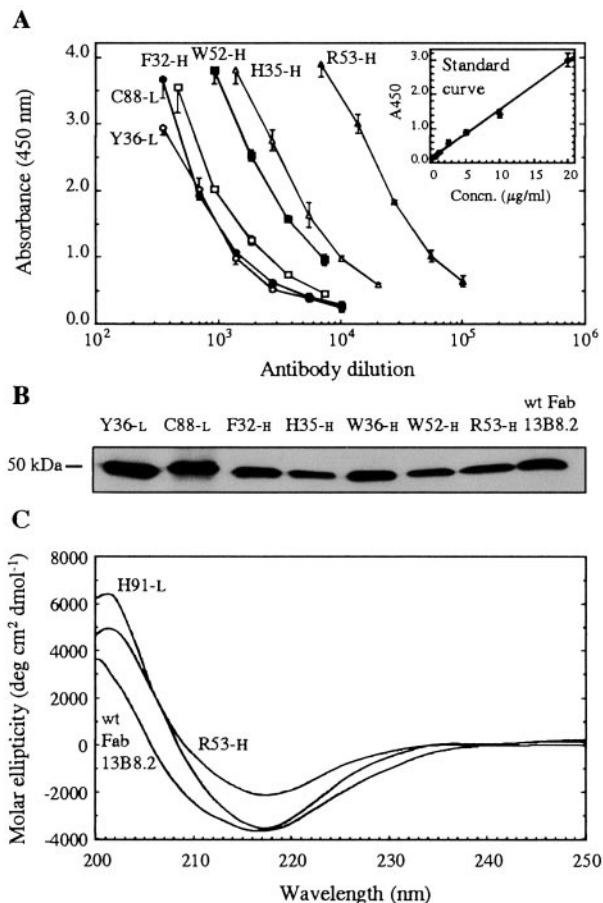 A
4.0
3.0
2.0
1.0
0.0
Absorbance (450 nm)
F32-H
W52-H
H35-H
R53-H
C88-L
Y36-L
3.0
2.0
1.0
0.0
A450
Standard
curve
0
10
20
Concn. (µg/ml)
10²
10³
10⁴
10⁵
10⁶
Antibody dilution
B
Y36-L C88-L F32-H H35-H W36-H W52-H R53-H wt Fab
13B8.2
50 kDa
C
8000
6000
4000
2000
0
-2000
-4000
Molar ellipticity (deg cm² dmol⁻¹)
H91-L
R53-H
wt
Fab
13B8.2
200
210
220
230
240
250
Wavelength (nm)